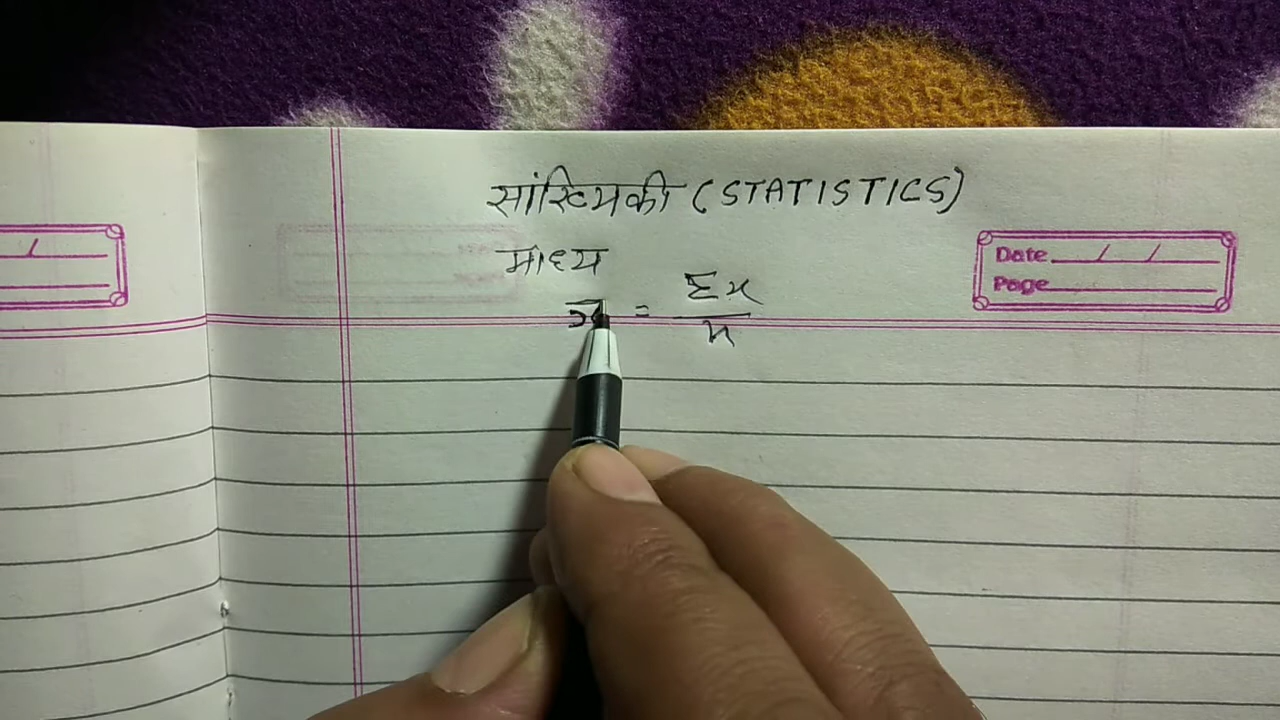 सांख्यिकी (STATISTICS)
माध्य
x̄ = Σx / n
Date
Page